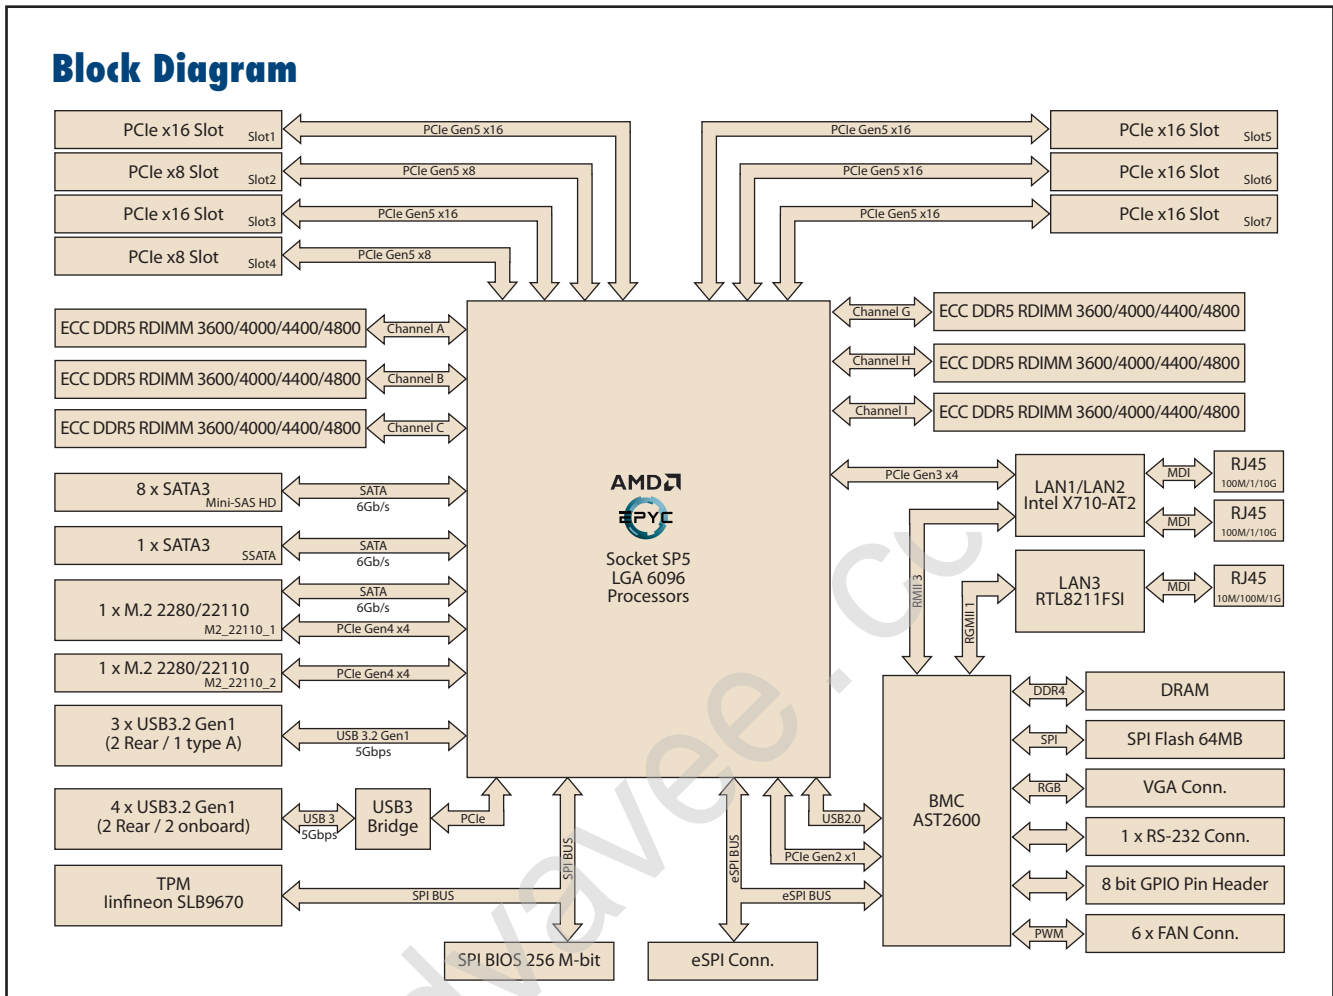 Block Diagram
PCIe x16 Slot Slot1
PCIe Gen5 x16
PCIe Gen5 x16
PCIe x16 Slot Slot5
PCIe x8 Slot Slot2
PCIe Gen5 x8
PCIe Gen5 x16
PCIe x16 Slot Slot6
PCIe x16 Slot Slot3
PCIe Gen5 x16
PCIe Gen5 x16
PCIe x16 Slot Slot7
PCIe x8 Slot Slot4
PCIe Gen5 x8
ECC DDR5 RDIMM 3600/4000/4400/4800
Channel A
ECC DDR5 RDIMM 3600/4000/4400/4800
Channel B
ECC DDR5 RDIMM 3600/4000/4400/4800
Channel C
Channel G
ECC DDR5 RDIMM 3600/4000/4400/4800
Channel H
ECC DDR5 RDIMM 3600/4000/4400/4800
Channel I
ECC DDR5 RDIMM 3600/4000/4400/4800
8 x SATA3
Mini-SAS HD
SATA
6Gb/s
1 x SATA3
SSATA
SATA
6Gb/s
1 x M.2 2280/22110
M2_22110_1
SATA
6Gb/s
PCIe Gen4 x4
1 x M.2 2280/22110
M2_22110_2
PCIe Gen4 x4
3 x USB3.2 Gen1
(2 Rear / 1 type A)
USB 3.2 Gen1
5Gbps
4 x USB3.2 Gen1
(2 Rear / 2 onboard)
USB 3
5Gbps
USB3
Bridge
PCIe
TPM
Iinfineon SLB9670
SPI BUS
SPI BUS
SPI BIOS 256 M-bit
AMD
EPYC
Socket SP5
LGA 6096
Processors
PCIe Gen3 x4
LAN1/LAN2
Intel X710-AT2
MDI
RJ45
100M/1/10G
MDI
RJ45
100M/1/10G
LAN3
RTL8211FSI
MDI
RJ45
10M/100M/1G
RMII 3
RGMII 1
USB2.0
PCIe Gen2 x1
eSPI BUS
eSPI BUS
eSPI Conn.
BMC
AST2600
DDR4
DRAM
SPI
SPI Flash 64MB
RGB
VGA Conn.
1 x RS-232 Conn.
8 bit GPIO Pin Header
PWM
6 x FAN Conn.